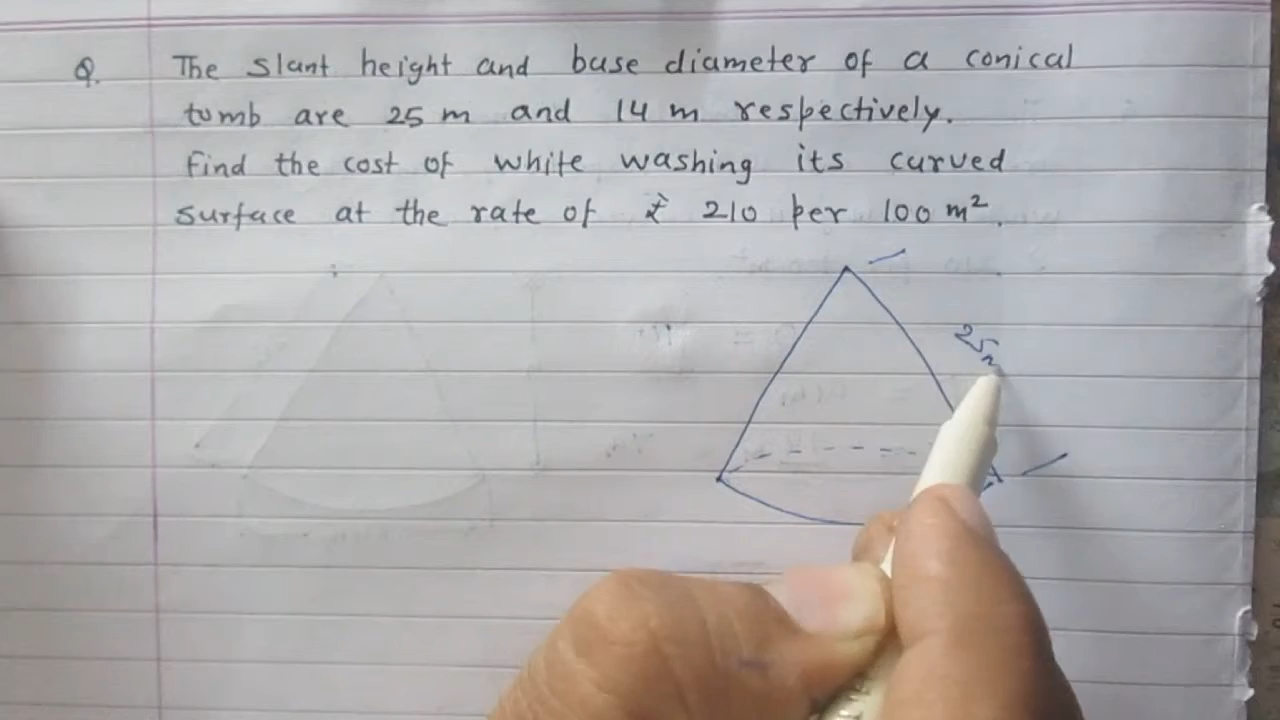 Q. The slant height and base diameter of a conical
tomb are 25 m and 14 m respectively.
Find the cost of white washing its curved
surface at the rate of ₹ 210 per 100 m².
25m